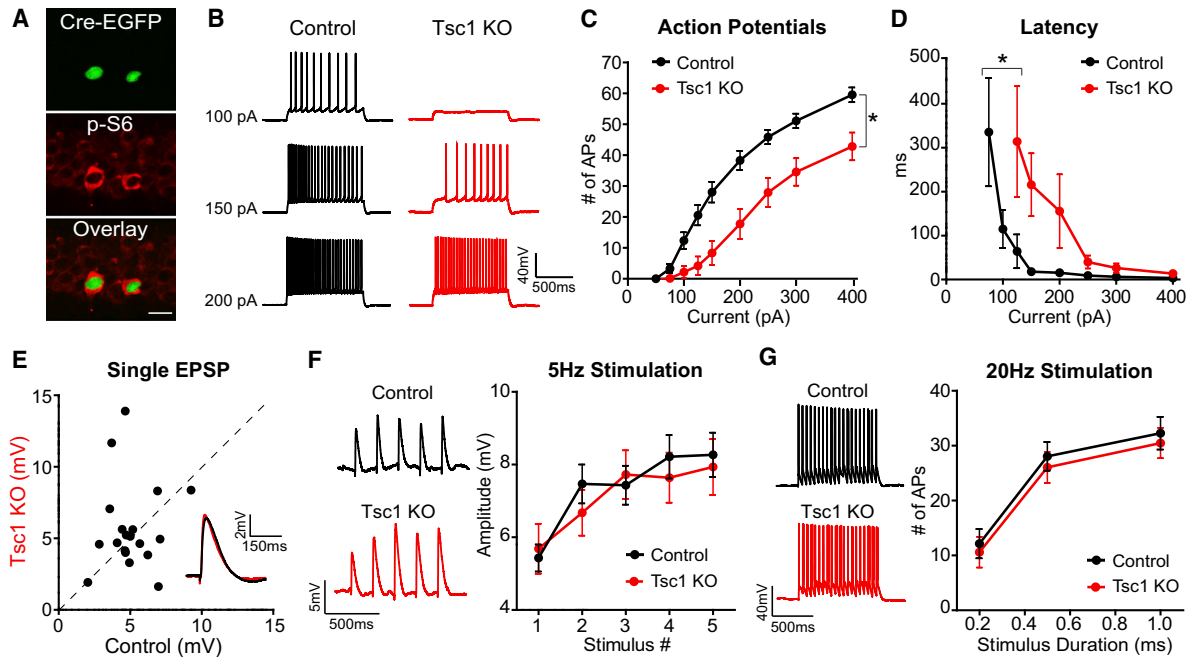 A
Cre-EGFP
p-S6
Overlay
B
Control
Tsc1 KO
100 pA
150 pA
200 pA
40mV
500ms
C
Action Potentials
Control
Tsc1 KO
*
# of APs
70
60
50
40
30
20
10
0
0
100
200
300
400
Current (pA)
D
Latency
Control
Tsc1 KO
*
ms
500
400
300
200
100
0
0
100
200
300
400
Current (pA)
E
Single EPSP
Tsc1 KO (mV)
15
10
5
0
0
5
10
15
Control (mV)
2mV
150ms
F
Control
Tsc1 KO
5mV
500ms
5Hz Stimulation
Amplitude (mV)
10
8
6
4
1
2
3
4
5
Stimulus #
Control
Tsc1 KO
G
Control
Tsc1 KO
40mV
500ms
20Hz Stimulation
# of APs
40
30
20
10
0
0.2
0.4
0.6
0.8
1.0
Stimulus Duration (ms)
Control
Tsc1 KO